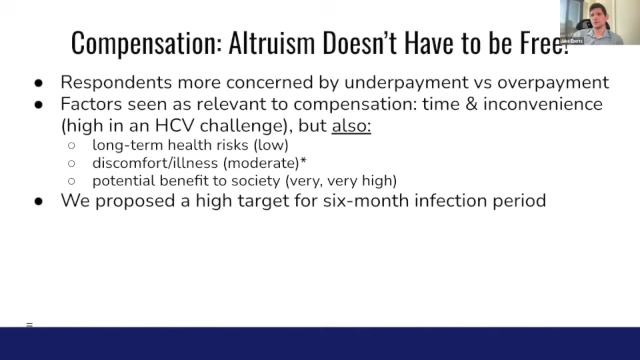 Compensation: Altruism Doesn't Have to be Free!
● Respondents more concerned by underpayment vs overpayment
● Factors seen as relevant to compensation: time & inconvenience
(high in an HCV challenge), but also:
○ long-term health risks (low)
○ discomfort/illness (moderate)*
○ potential benefit to society (very, very high)
● We proposed a high target for six-month infection period